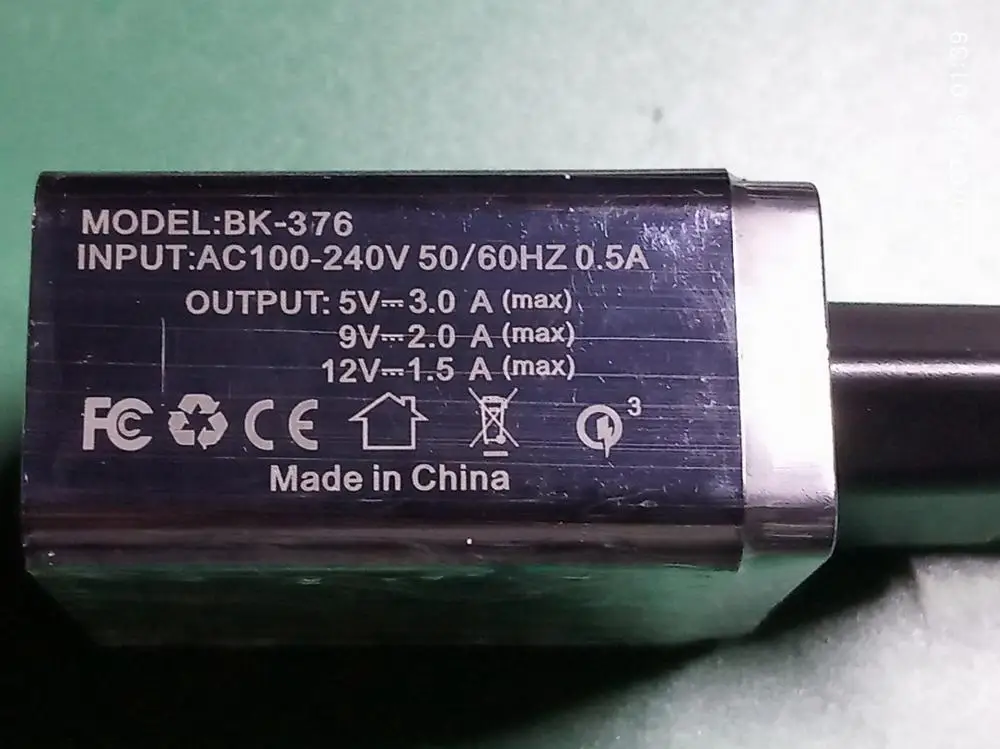 MODEL:BK-376
INPUT:AC100-240V 50/60HZ 0.5A
OUTPUT: 5V⎓3.0 A (max)
9V⎓2.0 A (max)
12V⎓1.5 A (max)
FC CE 3
Made in China